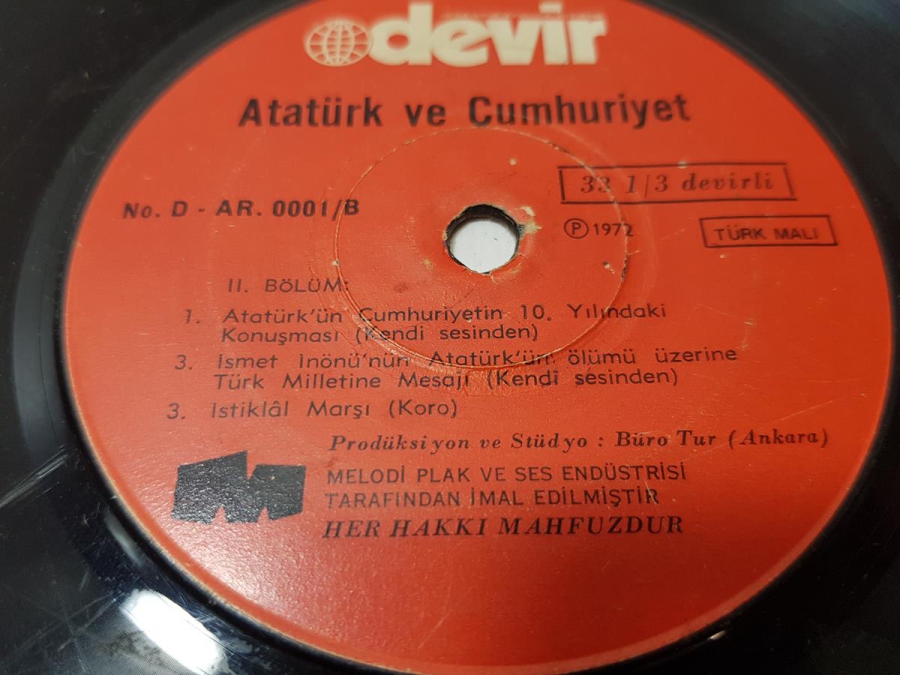 devir
Atatürk ve Cumhuriyet
33 1/3 devirli
No. D - AR. 0001/B
Ⓟ 1972
TÜRK MALI
II. BÖLÜM:
1. Atatürk'ün Cumhuriyetin 10. Yılındaki
Konuşması (Kendi sesinden)
3. İsmet İnönü'nün Atatürk'ün ölümü üzerine
Türk Milletine Mesajı (Kendi sesinden)
3. İstiklâl Marşı (Koro)
Prodüksiyon ve Stüdyo : Büro Tur (Ankara)
MELODİ PLAK VE SES ENDÜSTRİSİ
TARAFINDAN İMAL EDİLMİŞTİR
HER HAKKI MAHFUZDUR